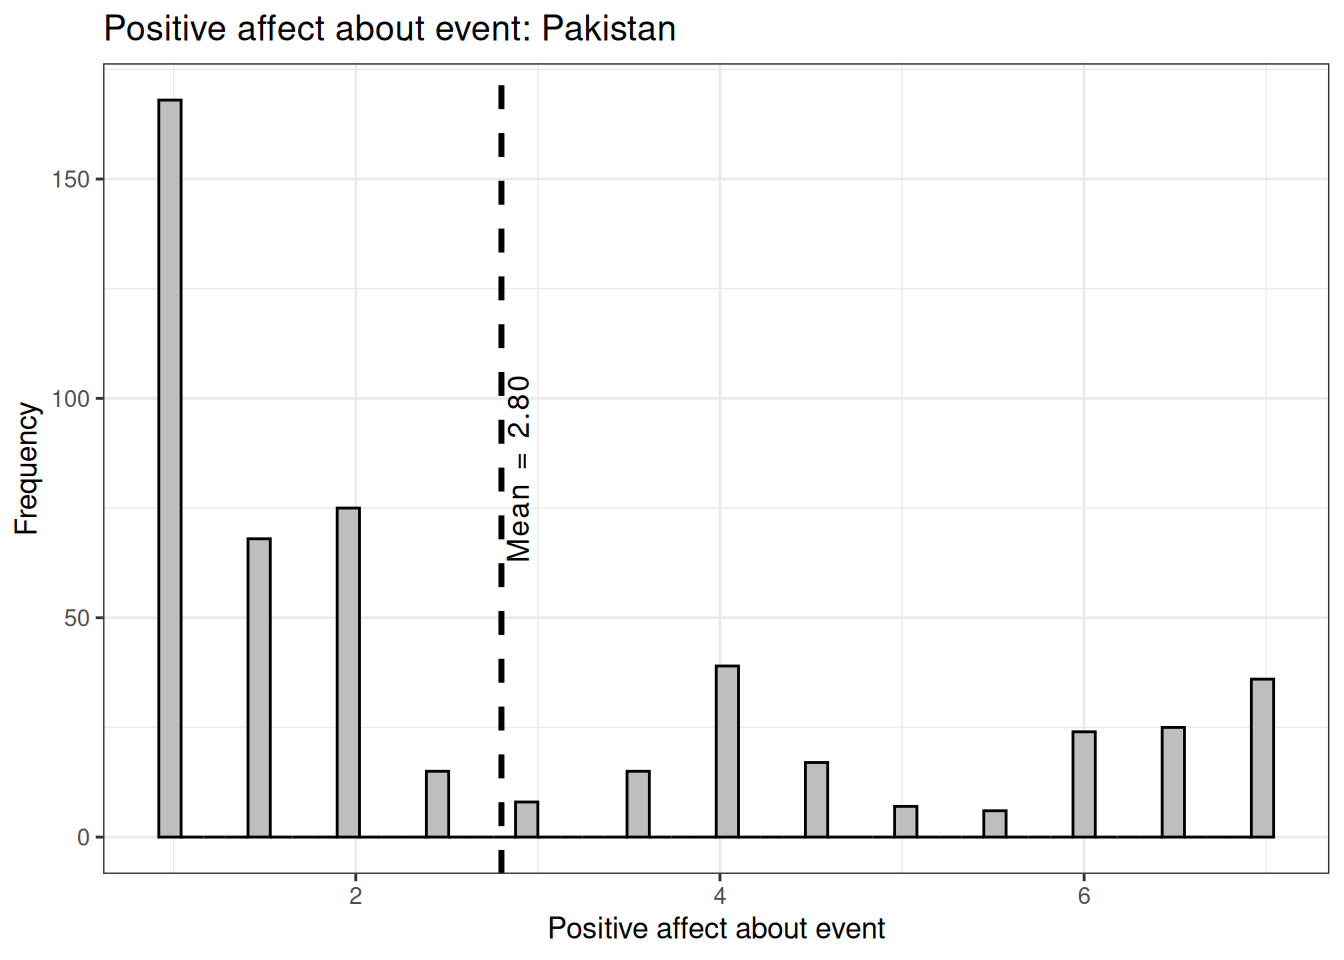 Positive affect about event: Pakistan
150
100
50
0
Frequency
Mean = 2.80
2
4
6
Positive affect about event